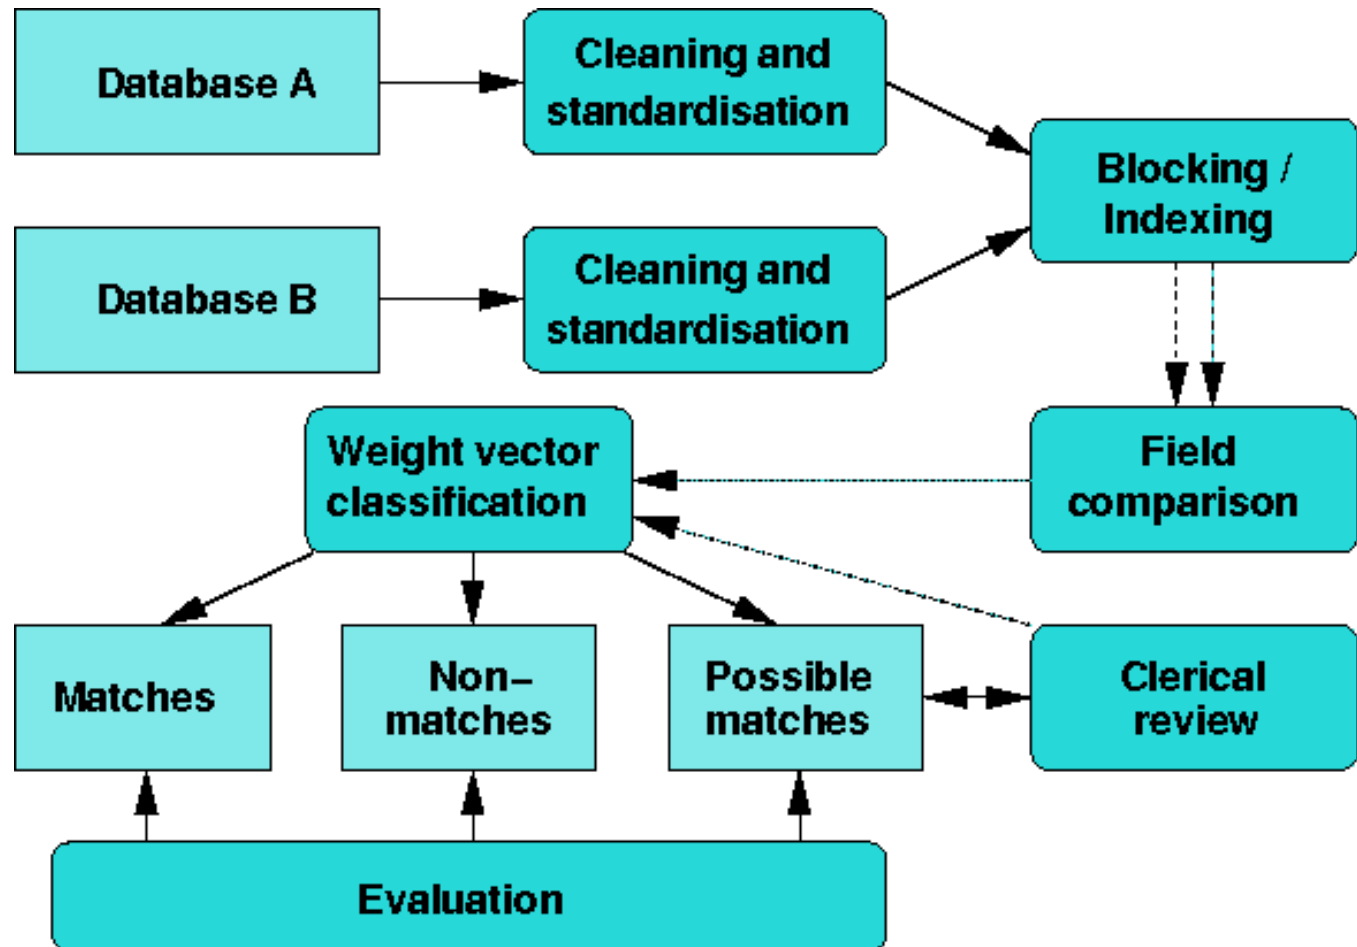 Database A
Cleaning and
standardisation
Blocking /
Indexing
Database B
Cleaning and
standardisation
Weight vector
classification
Field
comparison
Matches
Non–
matches
Possible
matches
Clerical
review
Evaluation